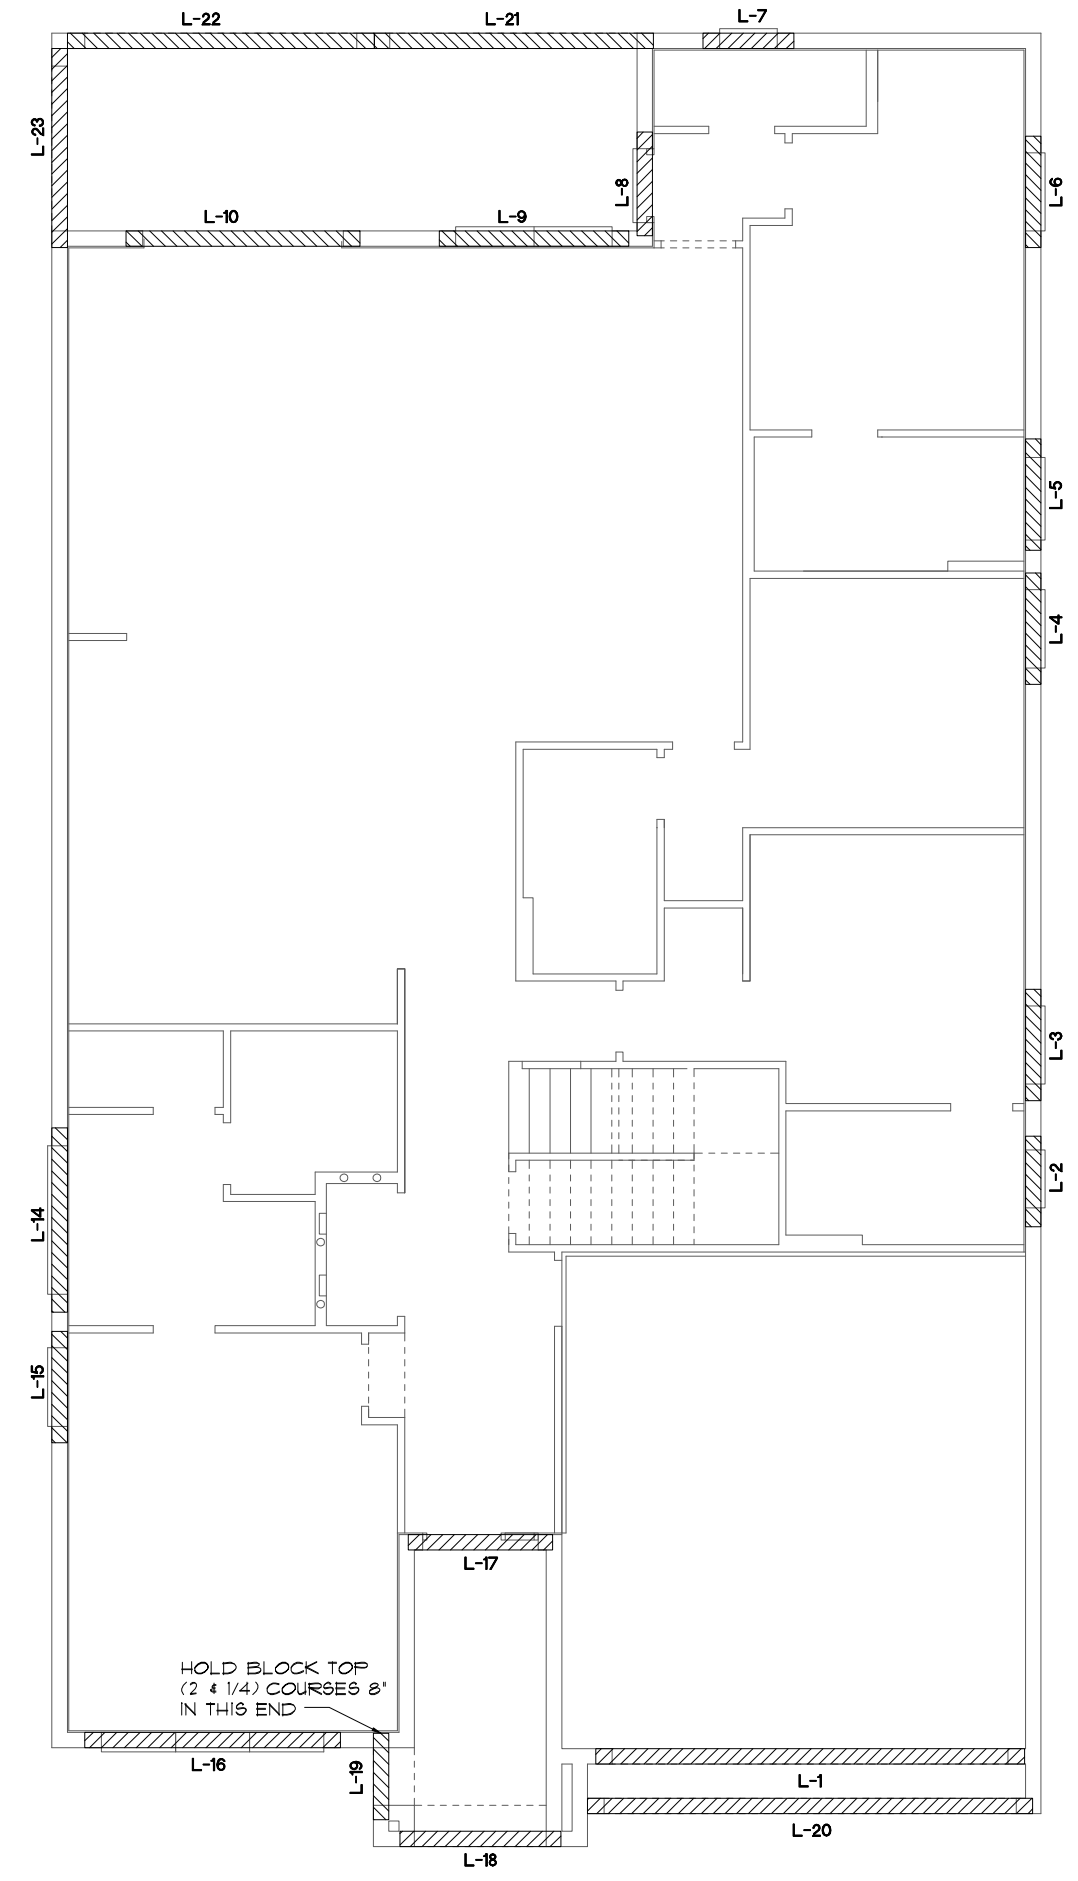 L-22
L-21
L-7
L-23
L-8
L-6
L-10
L-9
L-5
L-4
L-3
L-2
L-14
L-15
L-17
HOLD BLOCK TOP
(2 & 1/4) COURSES 8"
IN THIS END
L-16
L-19
L-1
L-20
L-18